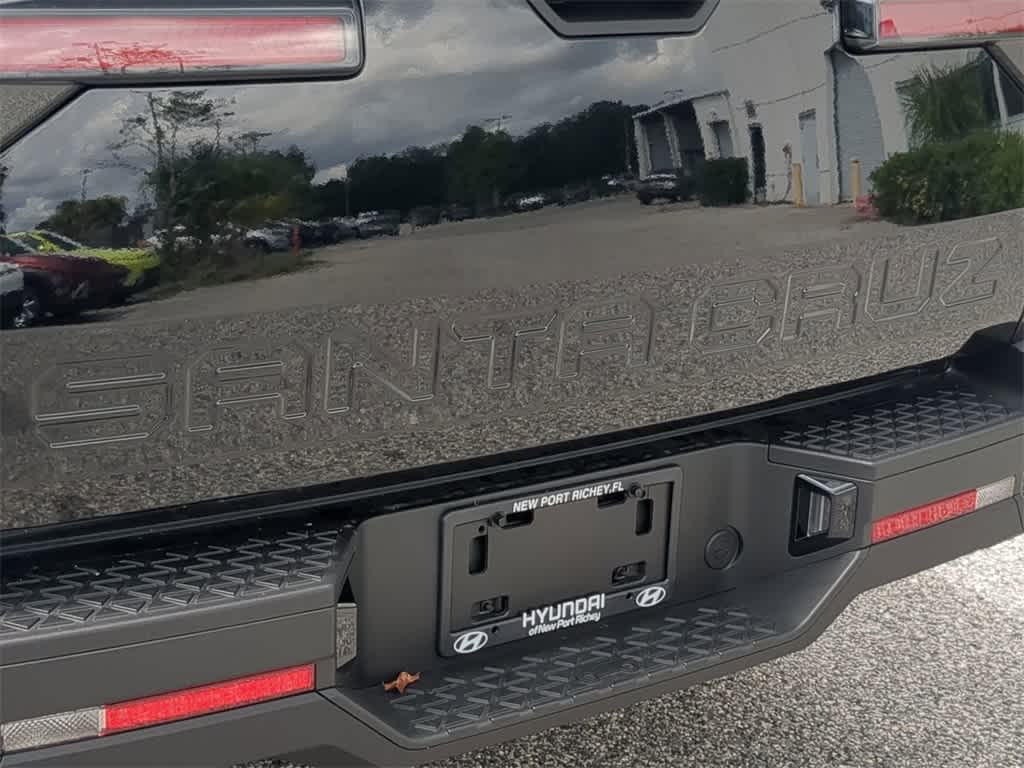 SANTA CRUZ
NEW PORT RICHEY.FL
HYUNDAI
of New Port Richey